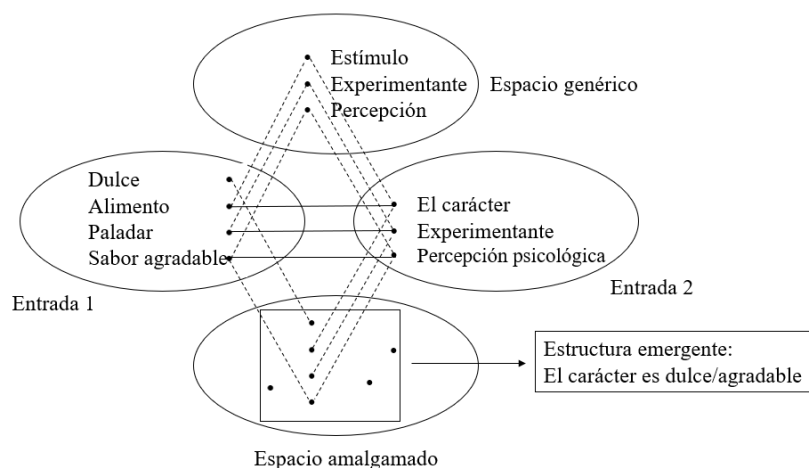 Estímulo
Experimentante
Percepción
Espacio genérico
Dulce
Alimento
Paladar
Sabor agradable
Entrada 1
El carácter
Experimentante
Percepción psicológica
Entrada 2
Estructura emergente:
El carácter es dulce/agradable
Espacio amalgamado